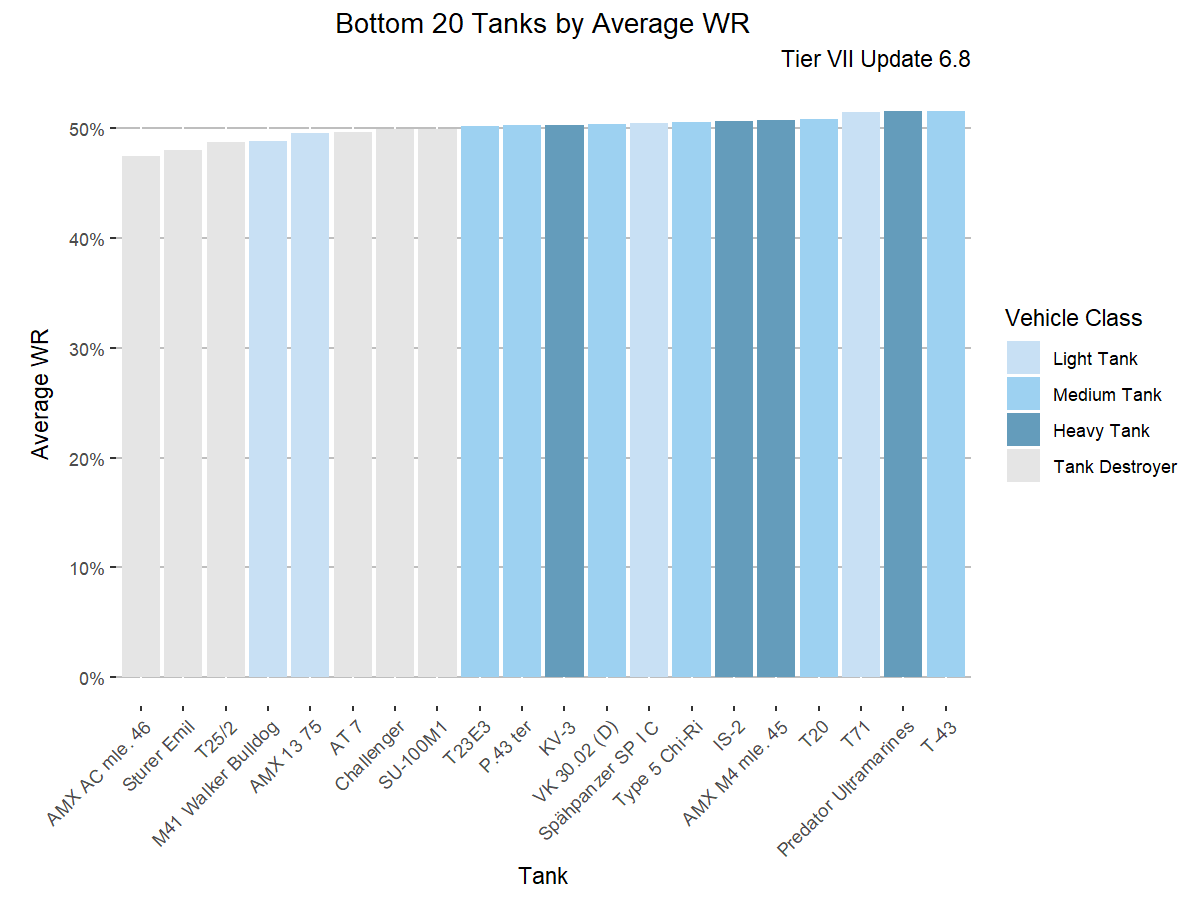 Bottom 20 Tanks by Average WR
Tier VII Update 6.8
50%
40%
30%
20%
10%
0%
Average WR
AMX AC mle. 46
Sturer Emil
T25/2
M41 Walker Bulldog
AMX 13 75
AT 7
Challenger
SU-100M1
T23E3
P.43 ter
KV-3
VK 30.02 (D)
Spähpanzer SP I C
Type 5 Chi-Ri
IS-2
AMX M4 mle. 45
T20
T71
Predator Ultramarines
T-43
Tank
Vehicle Class
Light Tank
Medium Tank
Heavy Tank
Tank Destroyer